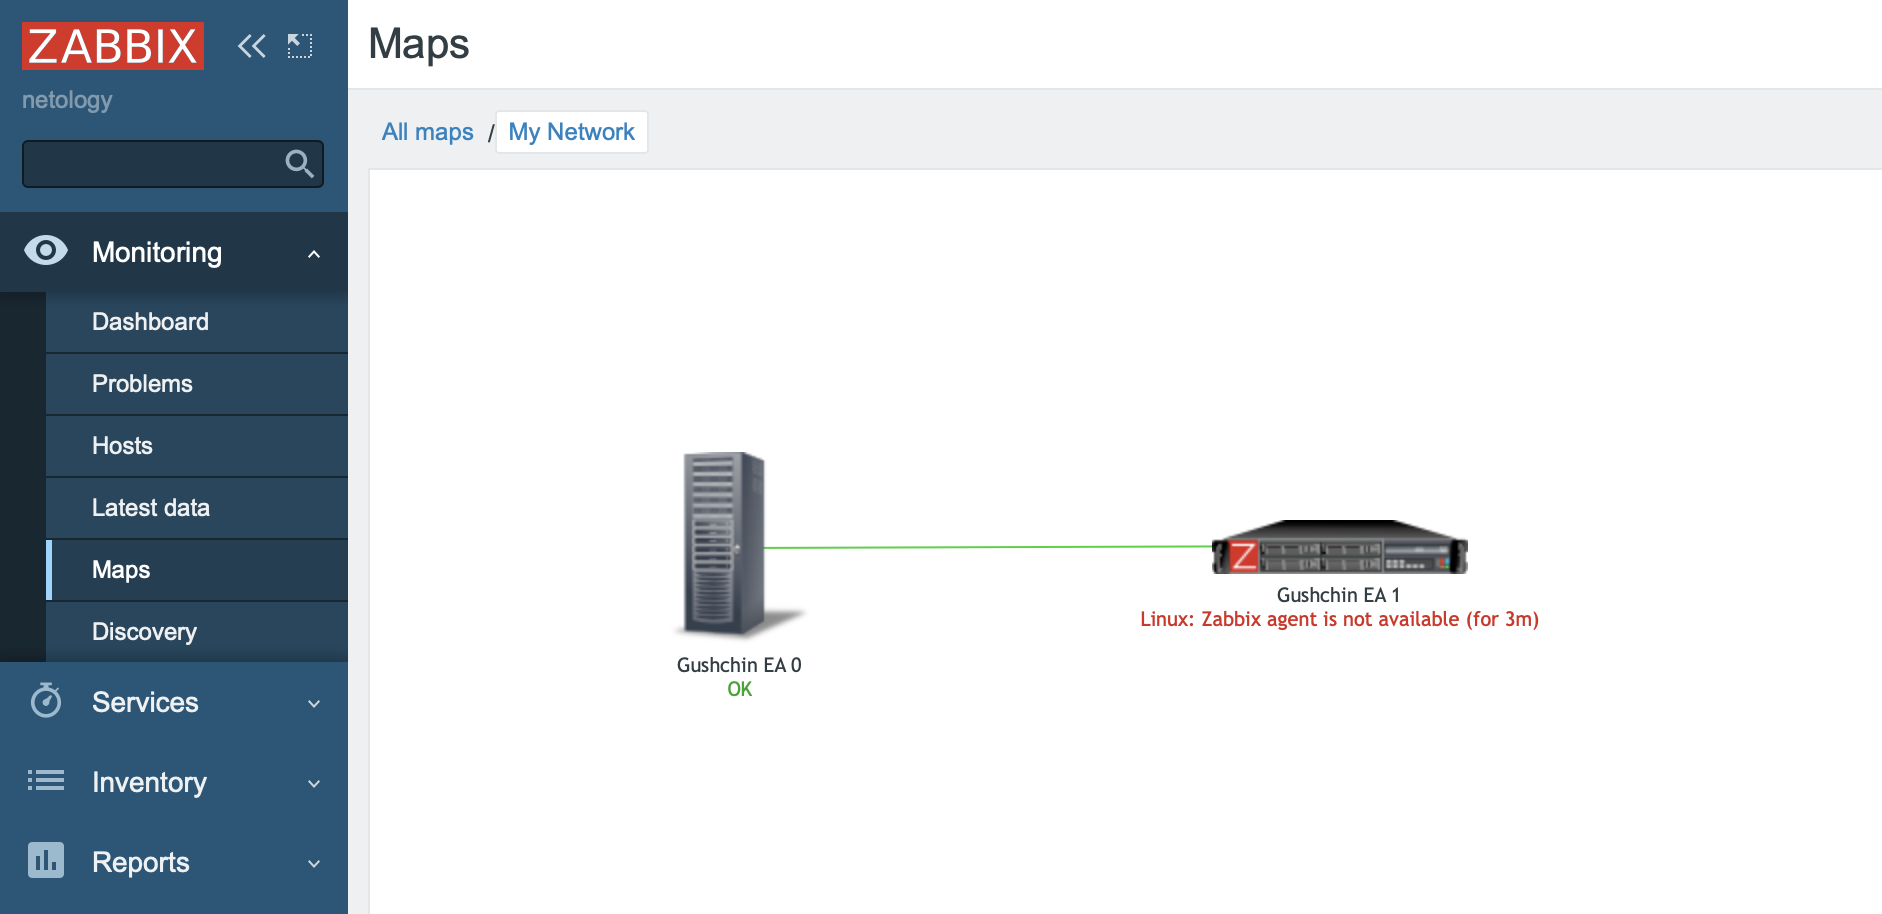 ZABBIX
netology
Monitoring
Dashboard
Problems
Hosts
Latest data
Maps
Discovery
Services
Inventory
Reports
Maps
All maps / My Network
Z
Gushchin EA 1
Linux: Zabbix agent is not available (for 3m)
Gushchin EA 0
OK